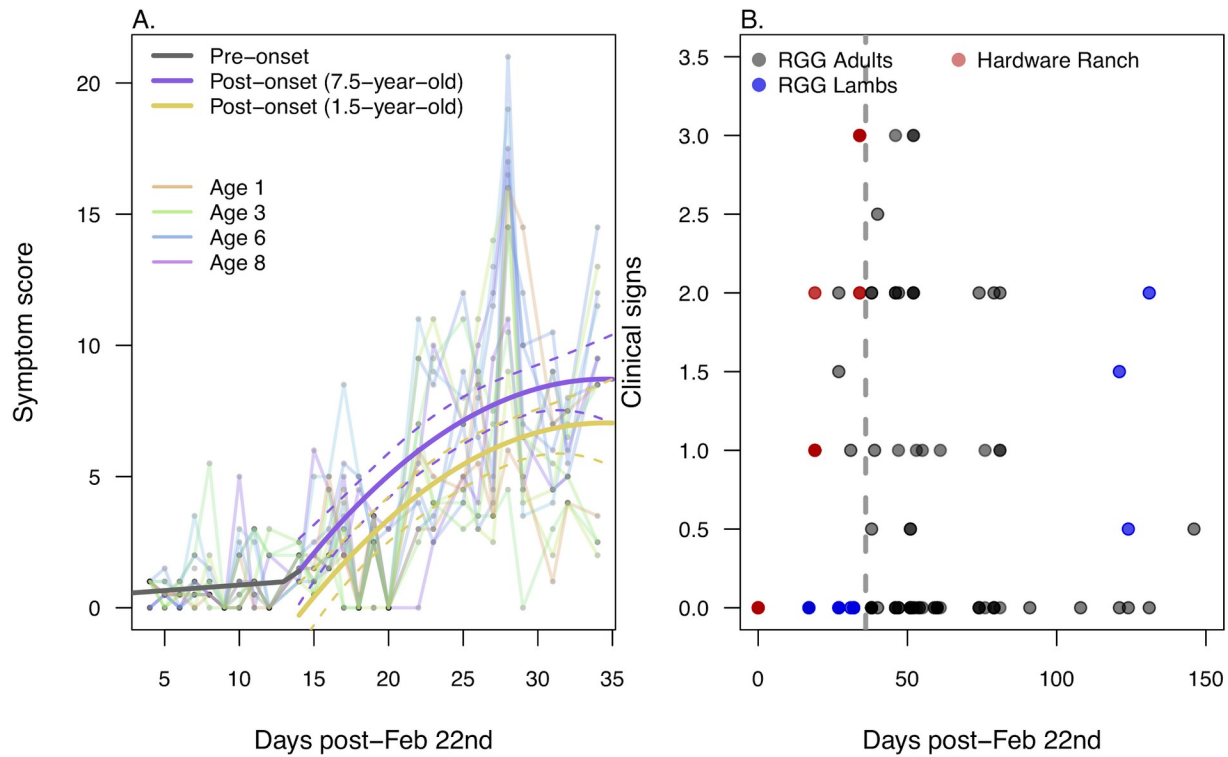 A.
Pre−onset
Post−onset (7.5−year−old)
Post−onset (1.5−year−old)
Age 1
Age 3
Age 6
Age 8
Symptom score
20
15
10
5
0
5 10 15 20 25 30 35
Days post−Feb 22nd
B.
RGG Adults
RGG Lambs
Hardware Ranch
Clinical signs
3.5
3.0
2.5
2.0
1.5
1.0
0.5
0.0
0 50 100 150
Days post−Feb 22nd